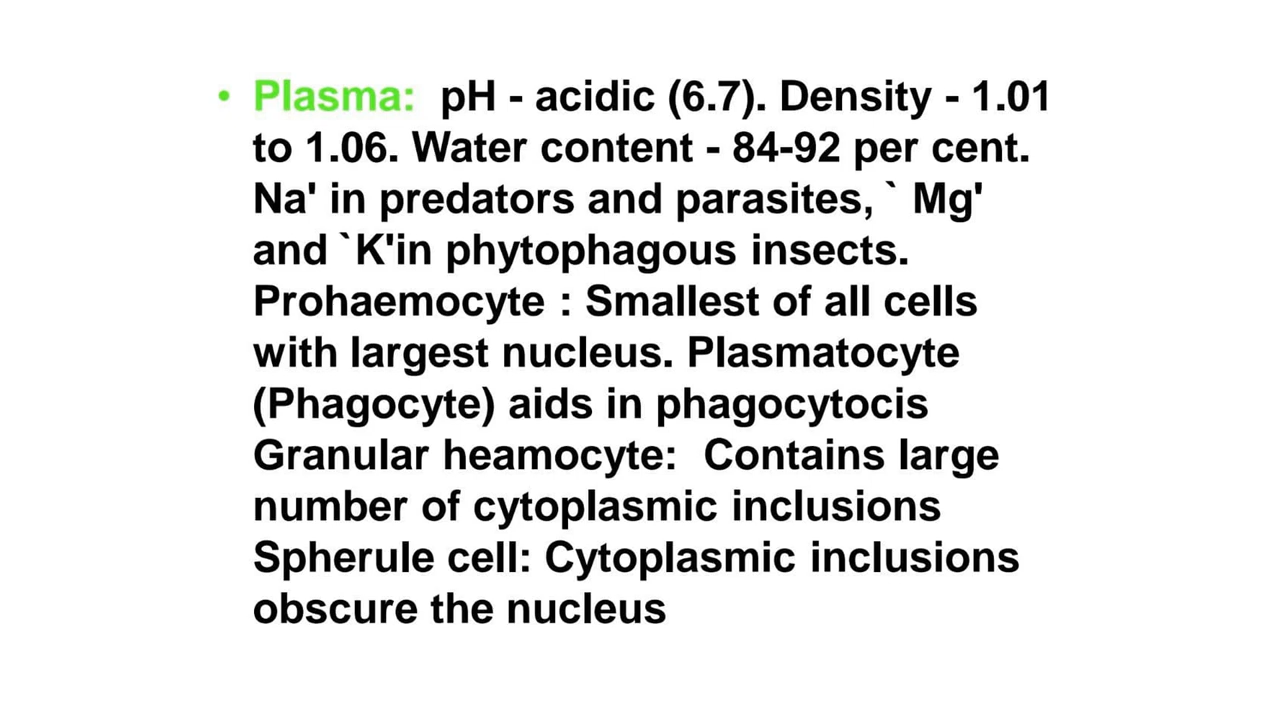 • Plasma:  pH - acidic (6.7). Density - 1.01
to 1.06. Water content - 84-92 per cent.
Na' in predators and parasites, ` Mg'
and `K'in phytophagous insects.
Prohaemocyte : Smallest of all cells
with largest nucleus. Plasmatocyte
(Phagocyte) aids in phagocytocis
Granular heamocyte:  Contains large
number of cytoplasmic inclusions
Spherule cell: Cytoplasmic inclusions
obscure the nucleus